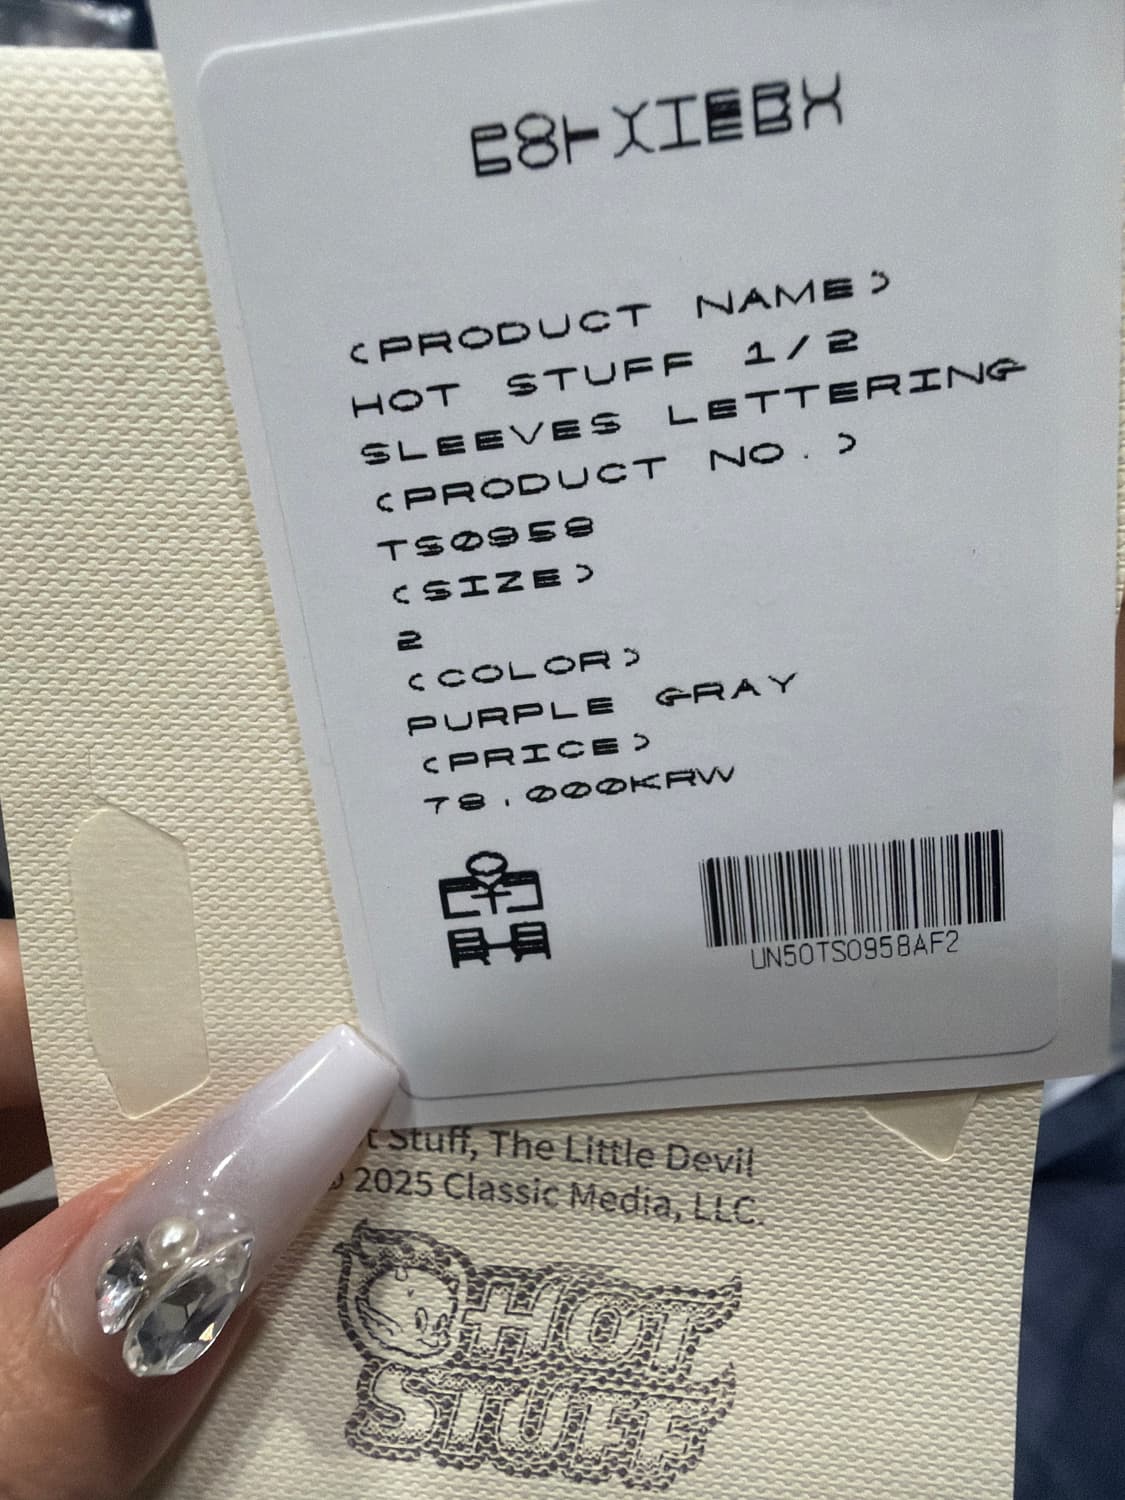 <PRODUCT NAME>
HOT STUFF 1/2
SLEEVES LETTERING
<PRODUCT NO.>
TS0958
<SIZE>
2
<COLOR>
PURPLE GRAY
<PRICE>
78,000KRW
UN50TS0958AF2
Stuff, The Little Devil
2025 Classic Media, LLC.
HOT
STUFF